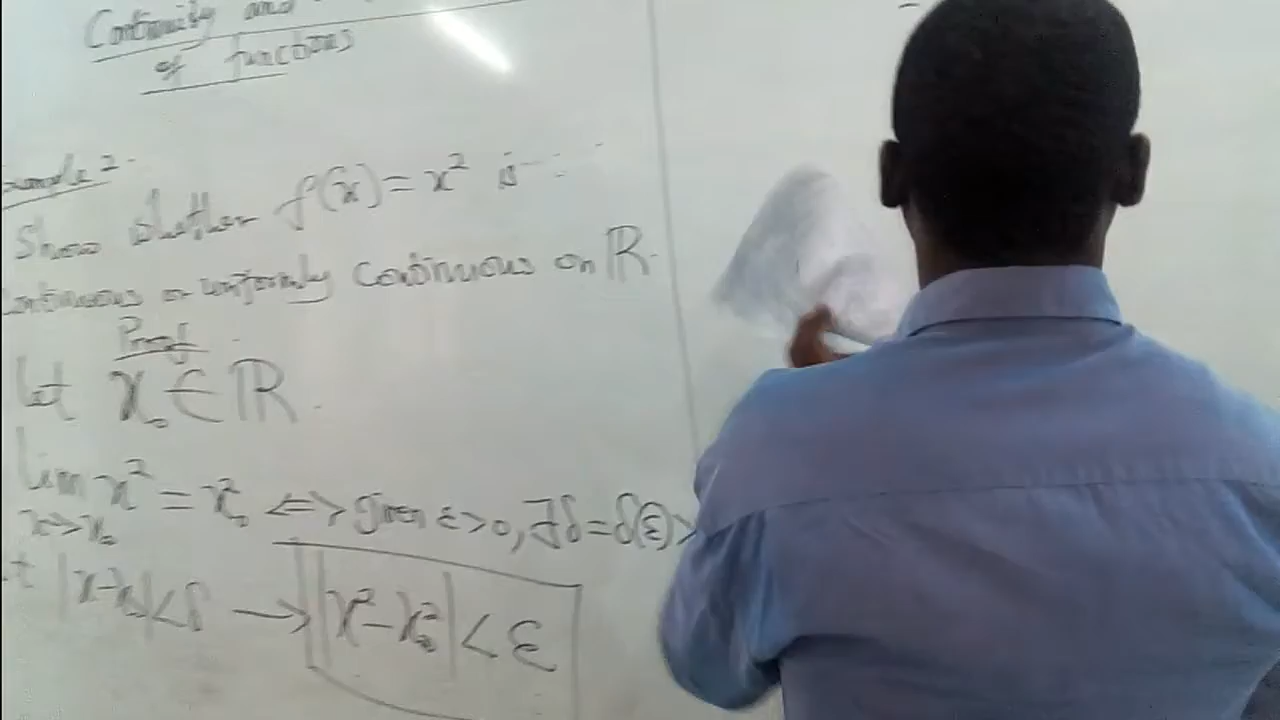 Continuity and
of functions
Example 2.
Show whether f(x) = x² is
Continuous or uniformly continuous on ℝ.
Proof
Let x₀ ∈ ℝ.
lim x² = x₀² ⟺ given ε>0, ∃δ=δ(ε)>
x→x₀
|x-x₀|<δ → |x²-x₀²| < ε